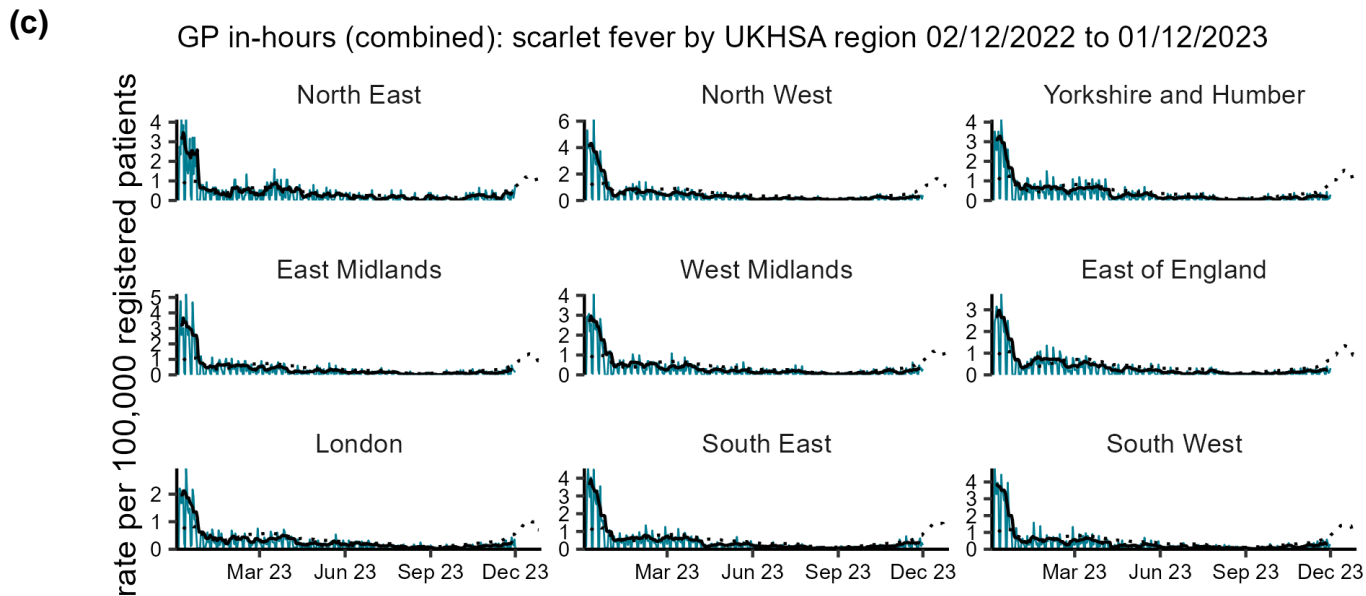 (c)
GP in-hours (combined): scarlet fever by UKHSA region 02/12/2022 to 01/12/2023
rate per 100,000 registered patients
North East
North West
Yorkshire and Humber
4
3
2
1
0
6
4
2
0
4
3
2
1
0
East Midlands
West Midlands
East of England
5
4
3
2
1
0
4
3
2
1
0
3
2
1
0
London
South East
South West
2
1
0
4
3
2
1
0
4
3
2
1
0
Mar 23 Jun 23 Sep 23 Dec 23
Mar 23 Jun 23 Sep 23 Dec 23
Mar 23 Jun 23 Sep 23 Dec 23